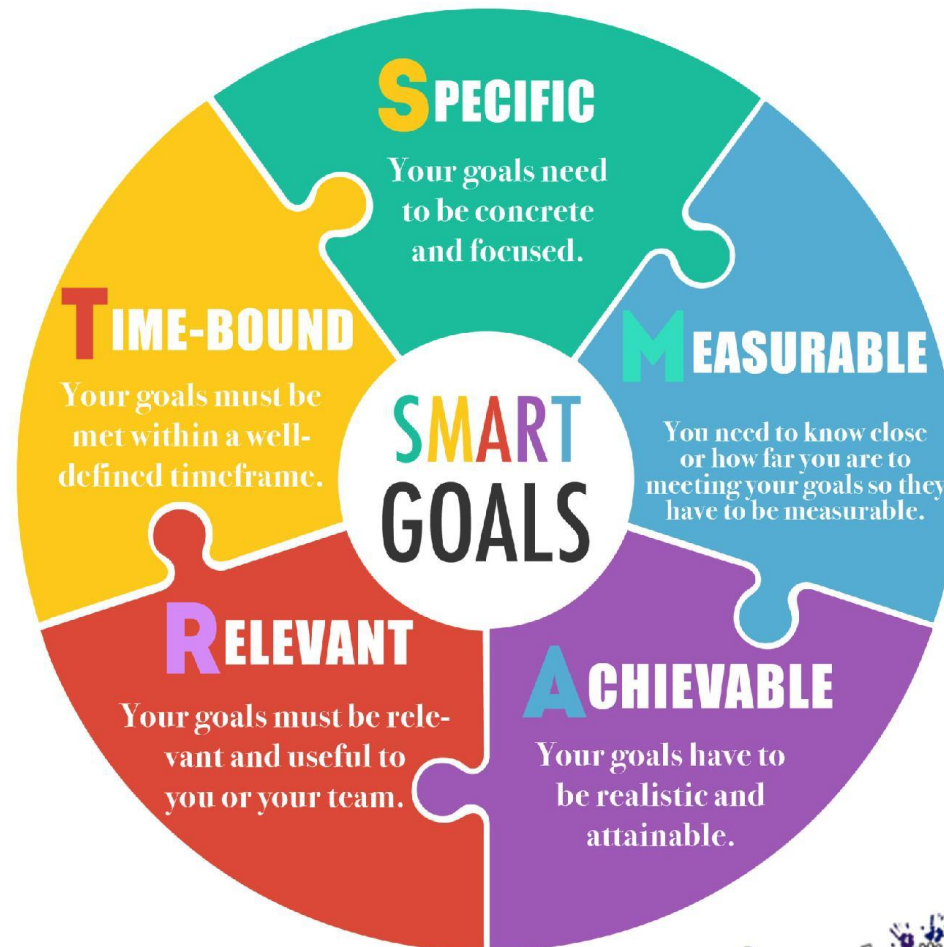 SPECIFIC
Your goals need
to be concrete
and focused.
MEASURABLE
You need to know close
or how far you are to
meeting your goals so they
have to be measurable.
ACHIEVABLE
Your goals have to
be realistic and
attainable.
RELEVANT
Your goals must be rele-
vant and useful to
you or your team.
TIME-BOUND
Your goals must be
met within a well-
defined timeframe.
SMART
GOALS